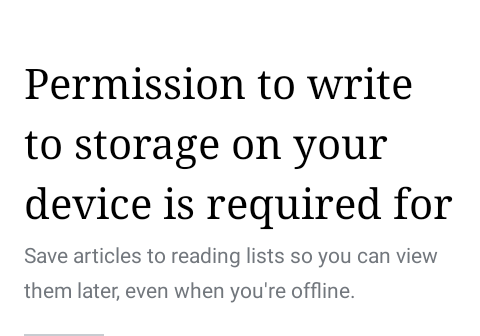 Permission to write
to storage on your
device is required for
Save articles to reading lists so you can view
them later, even when you're offline.